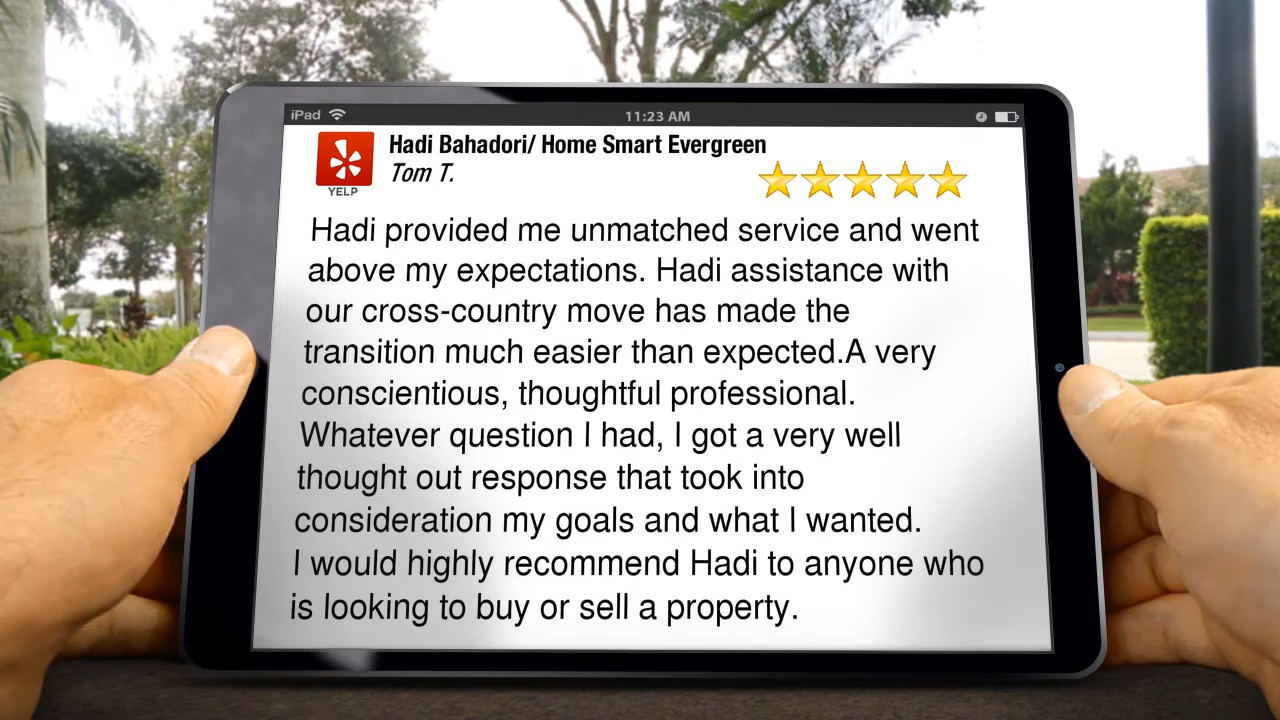 iPad 11:23 AM
Hadi Bahadori/ Home Smart Evergreen
Tom T.
YELP
Hadi provided me unmatched service and went
above my expectations. Hadi assistance with
our cross-country move has made the
transition much easier than expected.A very
conscientious, thoughtful professional.
Whatever question I had, I got a very well
thought out response that took into
consideration my goals and what I wanted.
I would highly recommend Hadi to anyone who
is looking to buy or sell a property.